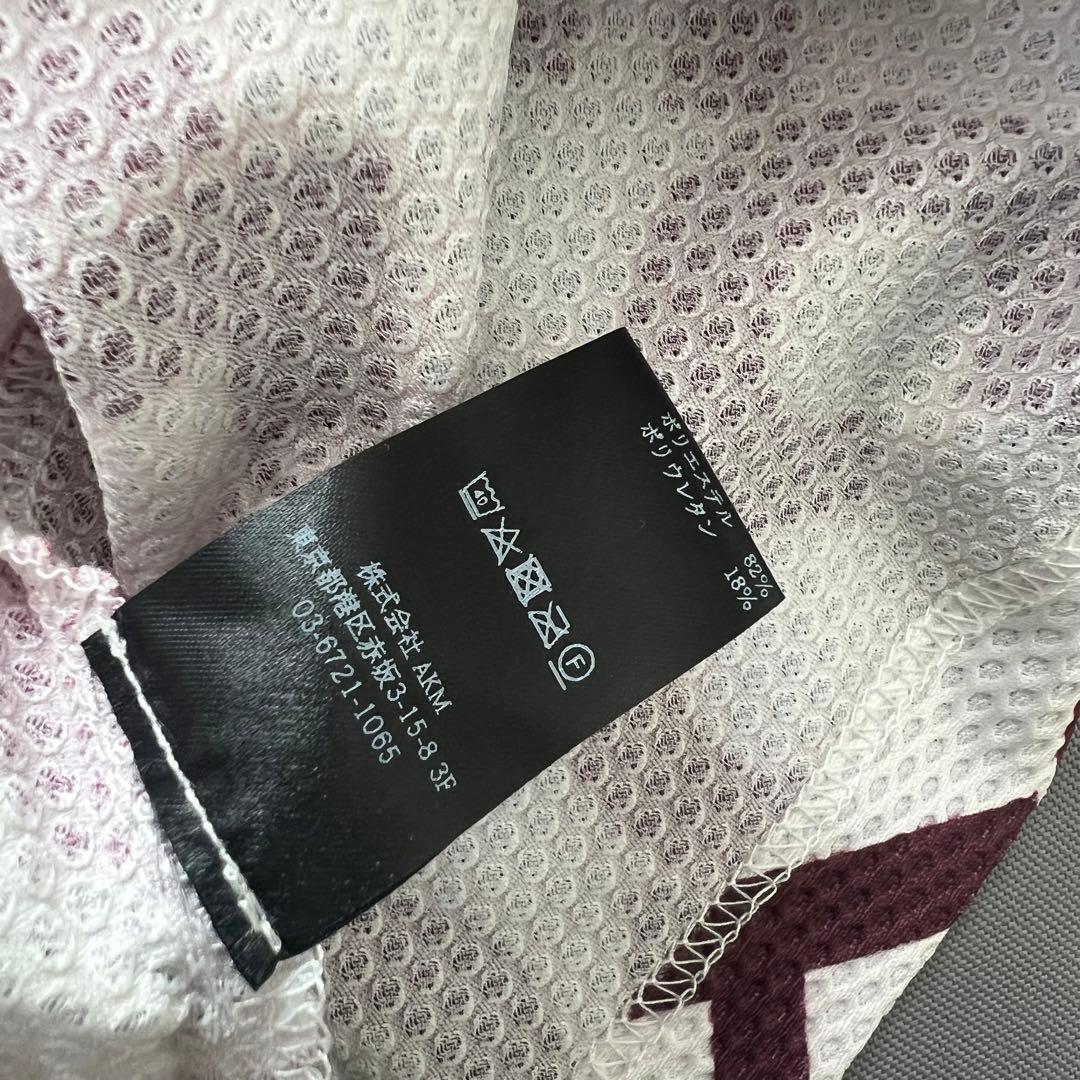 ポリエステル 82%
ポリウレタン 18%
40
F
株式会社 AKM
東京都港区赤坂3-15-8 3F
03-6721-1065